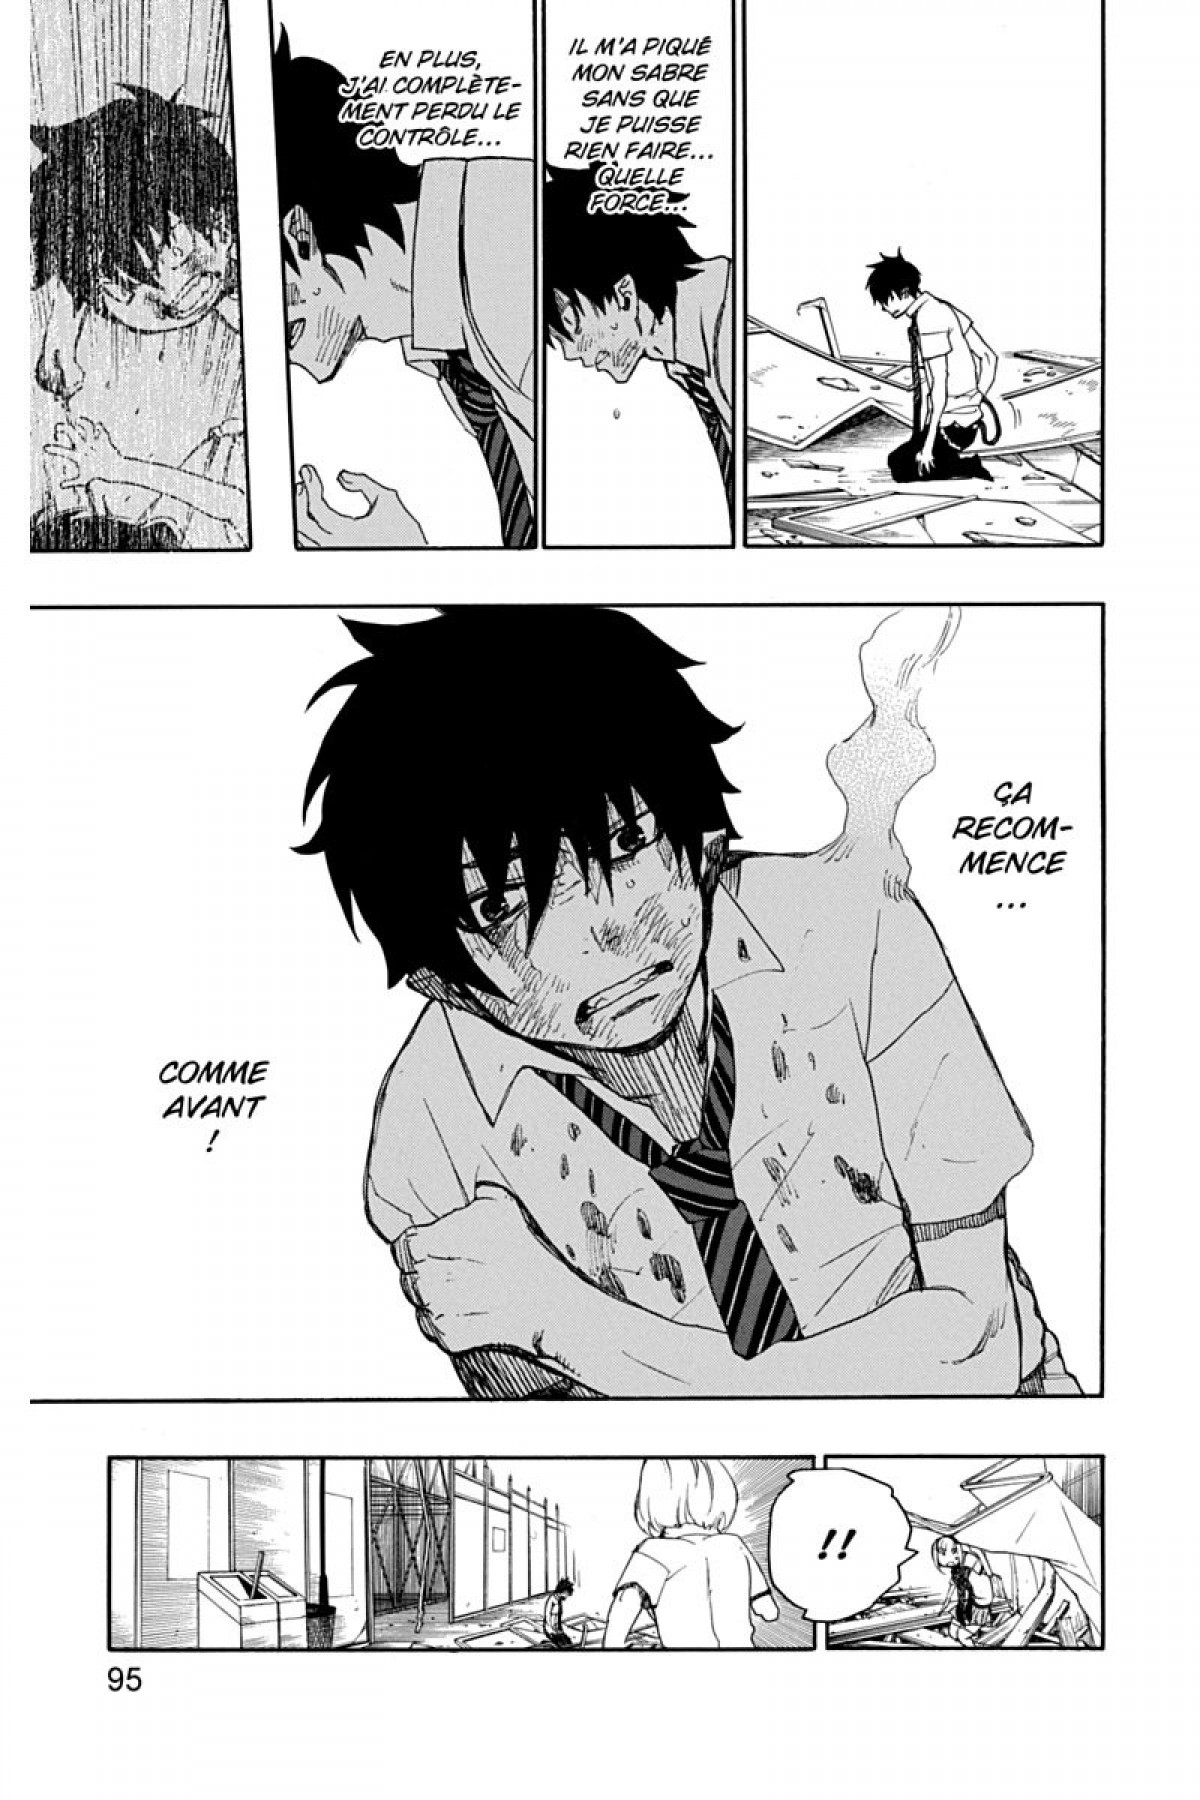 IL M'A PIQUÉ
MON SABRE
SANS QUE
JE PUISSE
RIEN FAIRE...
QUELLE
FORCE...
EN PLUS,
J'AI COMPLÈTE-
MENT PERDU LE
CONTRÔLE...
ÇA
RECOM-
MENCE
...
COMME
AVANT
!
!!
95